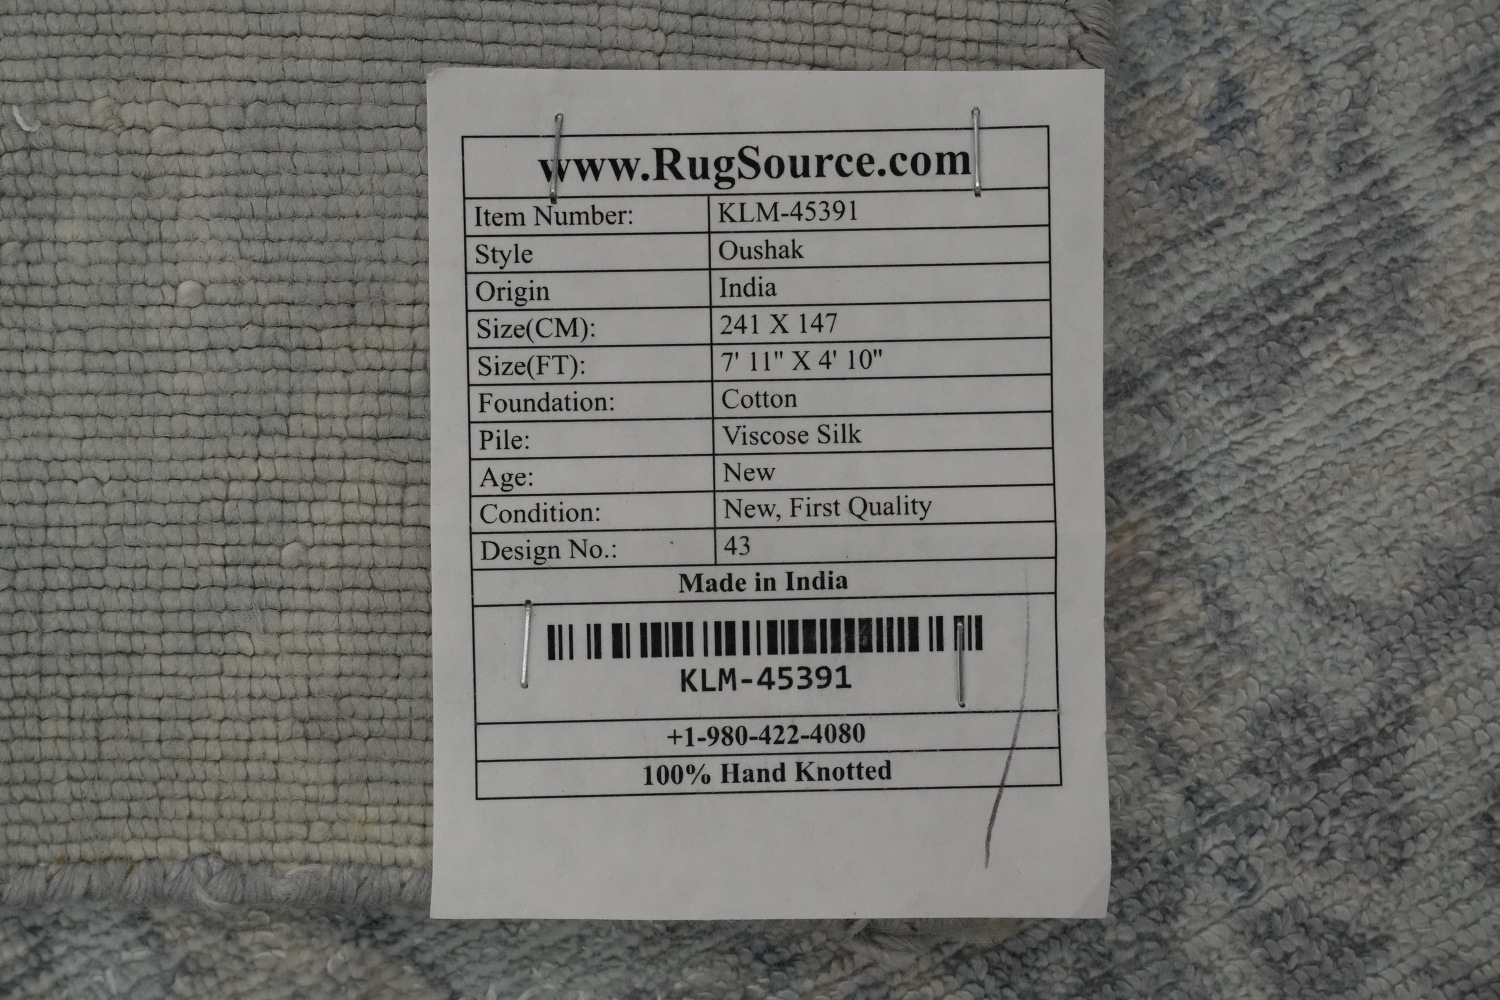 www.RugSource.com
Item Number: KLM-45391
Style Oushak
Origin India
Size(CM): 241 X 147
Size(FT): 7' 11" X 4' 10"
Foundation: Cotton
Pile: Viscose Silk
Age: New
Condition: New, First Quality
Design No.: 43
Made in India
KLM-45391
+1-980-422-4080
100% Hand Knotted